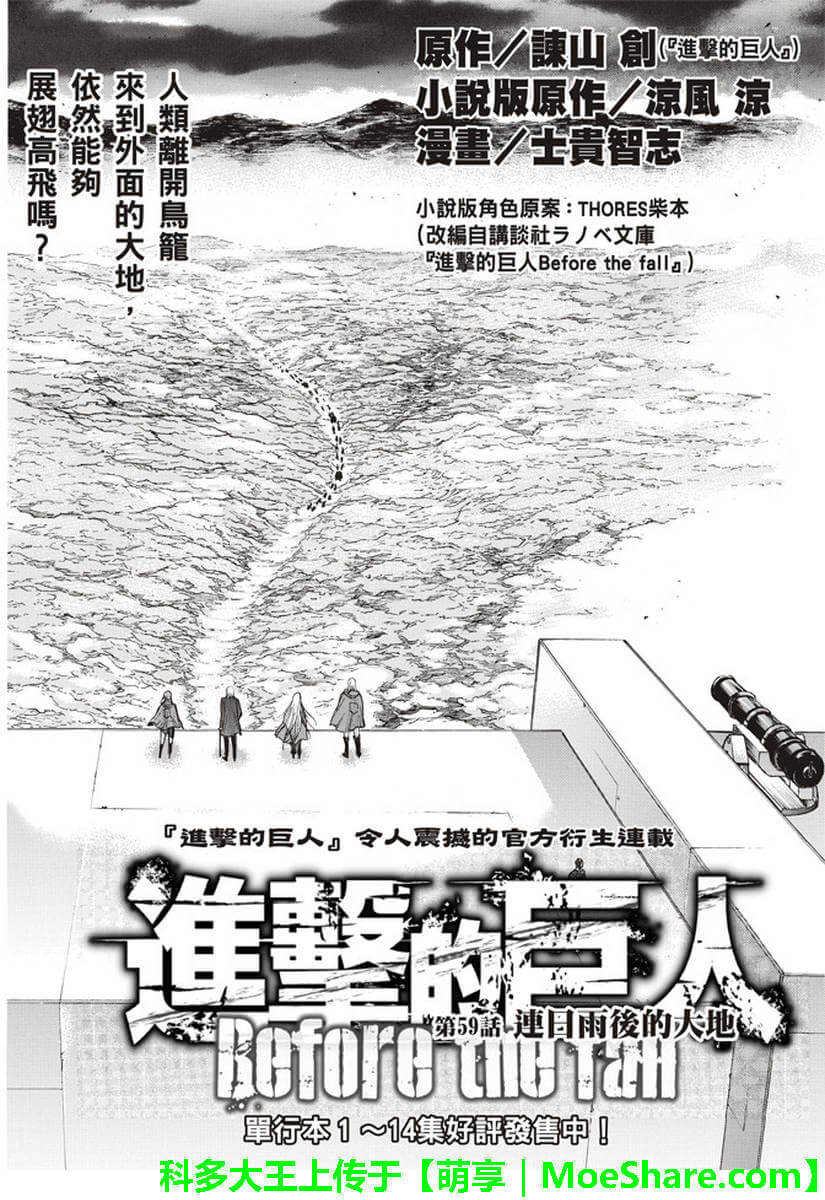 原作／諫山 創(『進擊的巨人』)
小說版原作／涼風 涼
漫畫／士貴智志
小說版角色原案：THORES柴本
(改編自講談社ラノベ文庫
『進擊的巨人Before the fall』)
人類離開鳥籠
來到外面的大地，
依然能夠
展翅高飛嗎？
『進擊的巨人』令人震撼的官方衍生連載
進擊的巨人
第59話 連日雨後的大地
Before the fall
單行本１～14集好評發售中！
科多大王上传于【萌享｜MoeShare.com】